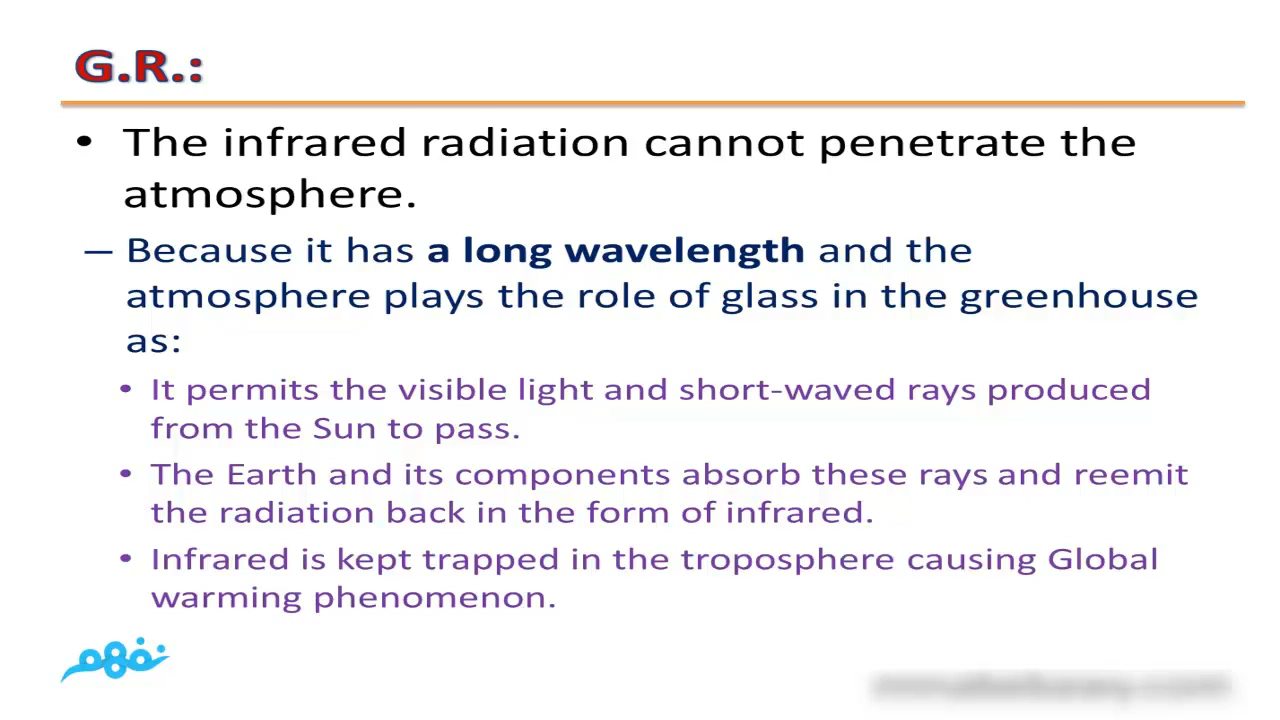 G.R.:
• The infrared radiation cannot penetrate the
atmosphere.
– Because it has a long wavelength and the
atmosphere plays the role of glass in the greenhouse
as:
• It permits the visible light and short-waved rays produced
from the Sun to pass.
• The Earth and its components absorb these rays and reemit
the radiation back in the form of infrared.
• Infrared is kept trapped in the troposphere causing Global
warming phenomenon.
نفهم